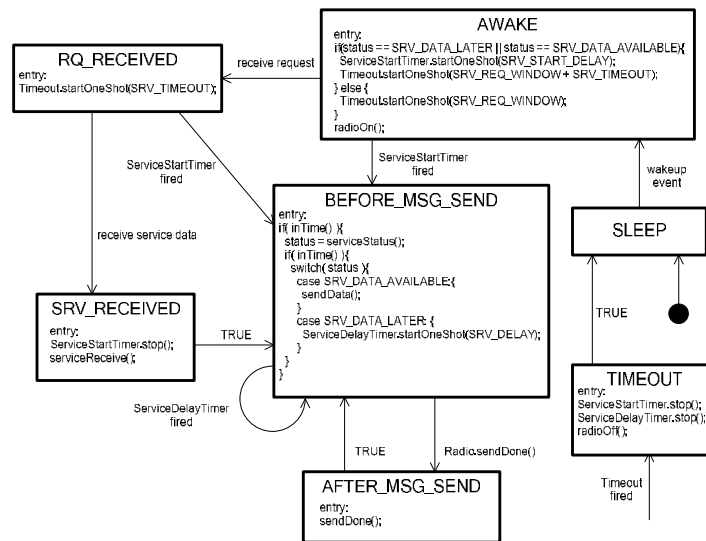 AWAKE
entry:
if(status == SRV_DATA_LATER || status == SRV_DATA_AVAILABLE){
ServiceStartTimer.startOneShot(SRV_START_DELAY);
Timeout.startOneShot(SRV_REQ_WINDOW + SRV_TIMEOUT);
} else {
Timeout.startOneShot(SRV_REQ_WINDOW);
}
radioOn();
receive request
RQ_RECEIVED
entry:
Timeout.startOneShot(SRV_TIMEOUT);
ServiceStartTimer
fired
ServiceStartTimer
fired
wakeup
event
receive service data
BEFORE_MSG_SEND
entry:
if( inTime() ){
status = serviceStatus();
if( inTime() ){
switch( status ){
case SRV_DATA_AVAILABLE:{
sendData();
}
case SRV_DATA_LATER: {
ServiceDelayTimer.startOneShot(SRV_DELAY);
}
}
}
SLEEP
SRV_RECEIVED
entry:
ServiceStartTimer.stop();
serviceReceive();
TRUE
TRUE
TIMEOUT
entry:
ServiceStartTimer.stop();
ServiceDelayTimer.stop();
radioOff();
ServiceDelayTimer
fired
TRUE
Radio.sendDone()
Timeout
fired
AFTER_MSG_SEND
entry:
sendDone();